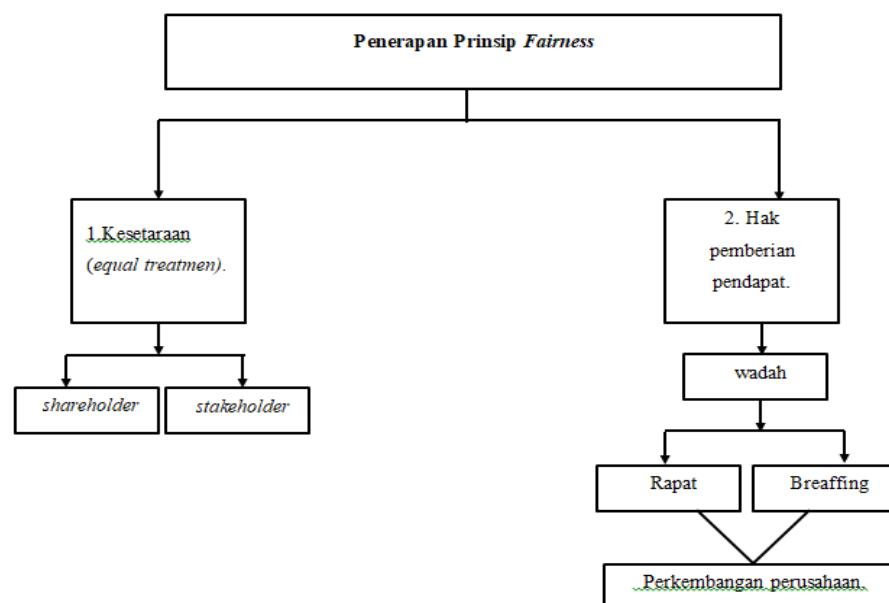 Penerapan Prinsip Fairness
1.Kesetaraan
(equal treatmen).
2. Hak
pemberian
pendapat.
wadah
shareholder
stakeholder
Rapat
Breaffing
Perkembangan perusahaan.